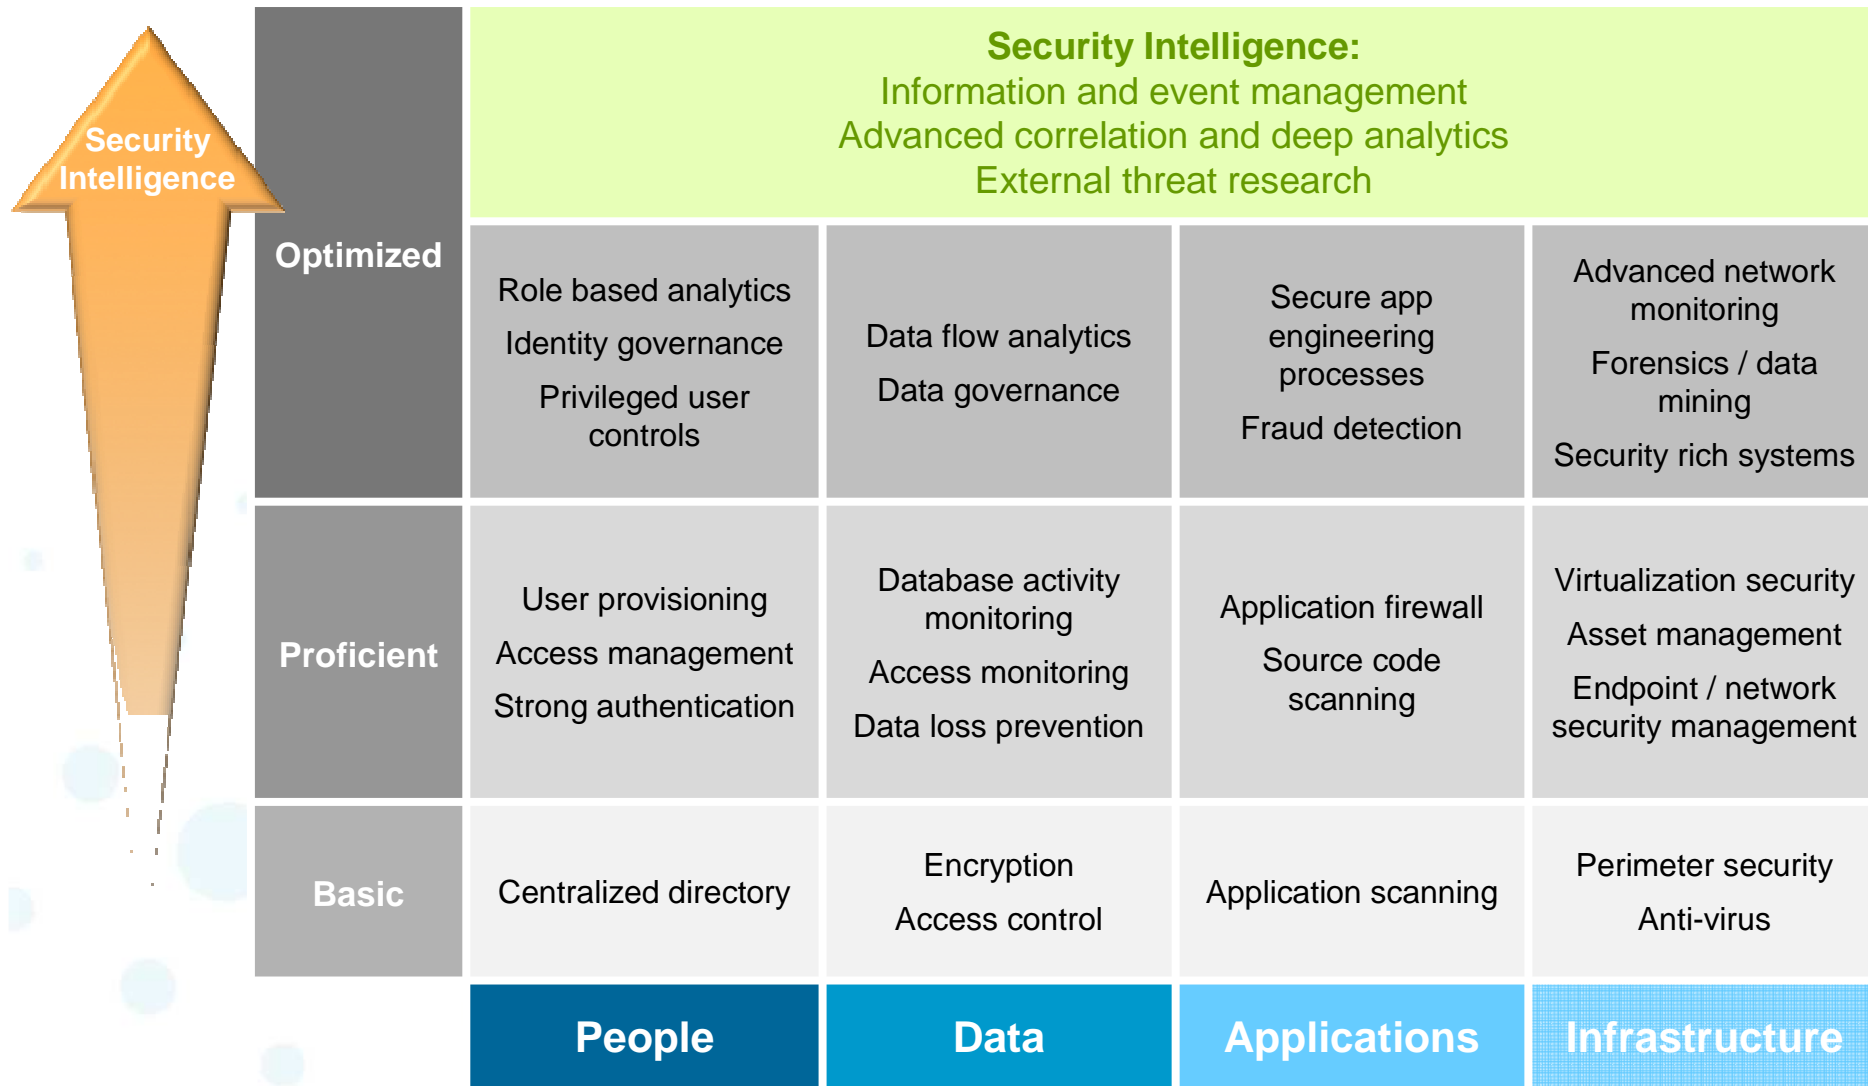 Security
Intelligence
Security Intelligence:
Information and event management
Advanced correlation and deep analytics
External threat research
Optimized
Role based analytics
Identity governance
Privileged user
controls
Data flow analytics
Data governance
Secure app
engineering
processes
Fraud detection
Advanced network
monitoring
Forensics / data
mining
Security rich systems
Proficient
User provisioning
Access management
Strong authentication
Database activity
monitoring
Access monitoring
Data loss prevention
Application firewall
Source code
scanning
Virtualization security
Asset management
Endpoint / network
security management
Basic
Centralized directory
Encryption
Access control
Application scanning
Perimeter security
Anti-virus
People
Data
Applications
Infrastructure